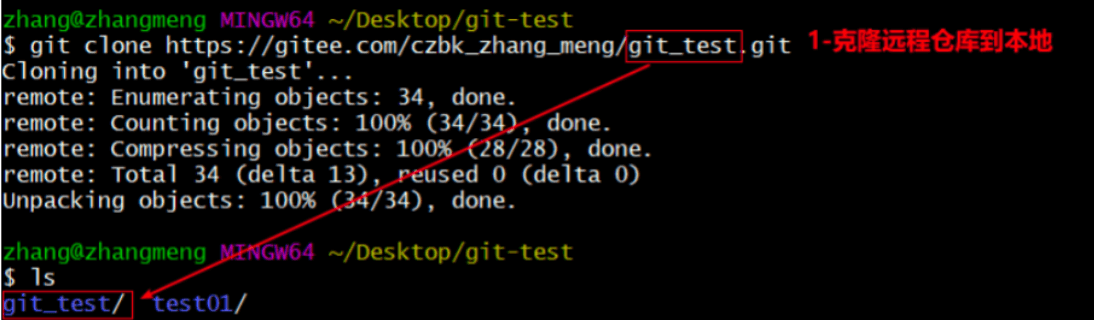 zhang@zhangmeng MINGW64 ~/Desktop/git-test
$ git clone https://gitee.com/czbk_zhang_meng/git_test.git 1-克隆远程仓库到本地
Cloning into 'git_test'...
remote: Enumerating objects: 34, done.
remote: Counting objects: 100% (34/34), done.
remote: Compressing objects: 100% (28/28), done.
remote: Total 34 (delta 13), reused 0 (delta 0)
Unpacking objects: 100% (34/34), done.
zhang@zhangmeng MINGW64 ~/Desktop/git-test
$ ls
git_test/ test01/